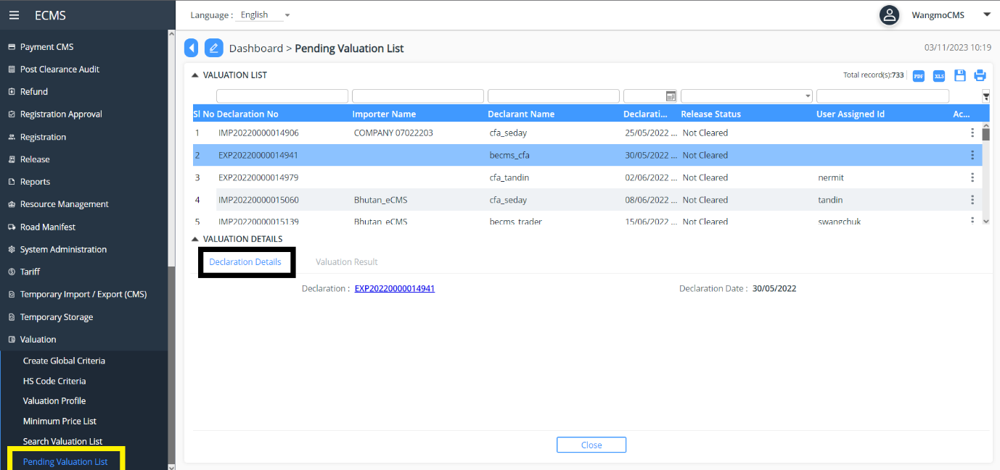 ECMS
Language : English
WangmoCMS
Payment CMS
Post Clearance Audit
Refund
Registration Approval
Registration
Release
Reports
Resource Management
Road Manifest
System Administration
Tariff
Temporary Import / Export (CMS)
Temporary Storage
Valuation
Create Global Criteria
HS Code Criteria
Valuation Profile
Minimum Price List
Search Valuation List
Pending Valuation List
Dashboard > Pending Valuation List
03/11/2023 10:19
VALUATION LIST
Total record(s):733 PDF XLS
Sl No Declaration No Importer Name Declarant Name Declarati... Release Status User Assigned Id Ac...
1 IMP20220000014906 COMPANY 07022203 cfa_seday 25/05/2022 ... Not Cleared
2 EXP20220000014941 becms_cfa 30/05/2022 ... Not Cleared
3 EXP20220000014979 cfa_tandin 02/06/2022 ... Not Cleared nermit
4 IMP20220000015060 Bhutan_eCMS cfa_seday 08/06/2022 ... Not Cleared tandin
5 IMP20220000015139 Bhutan_eCMS becms_trader 15/06/2022 ... Not Cleared swangchuk
VALUATION DETAILS
Declaration Details Valuation Result
Declaration : EXP20220000014941 Declaration Date : 30/05/2022
Close